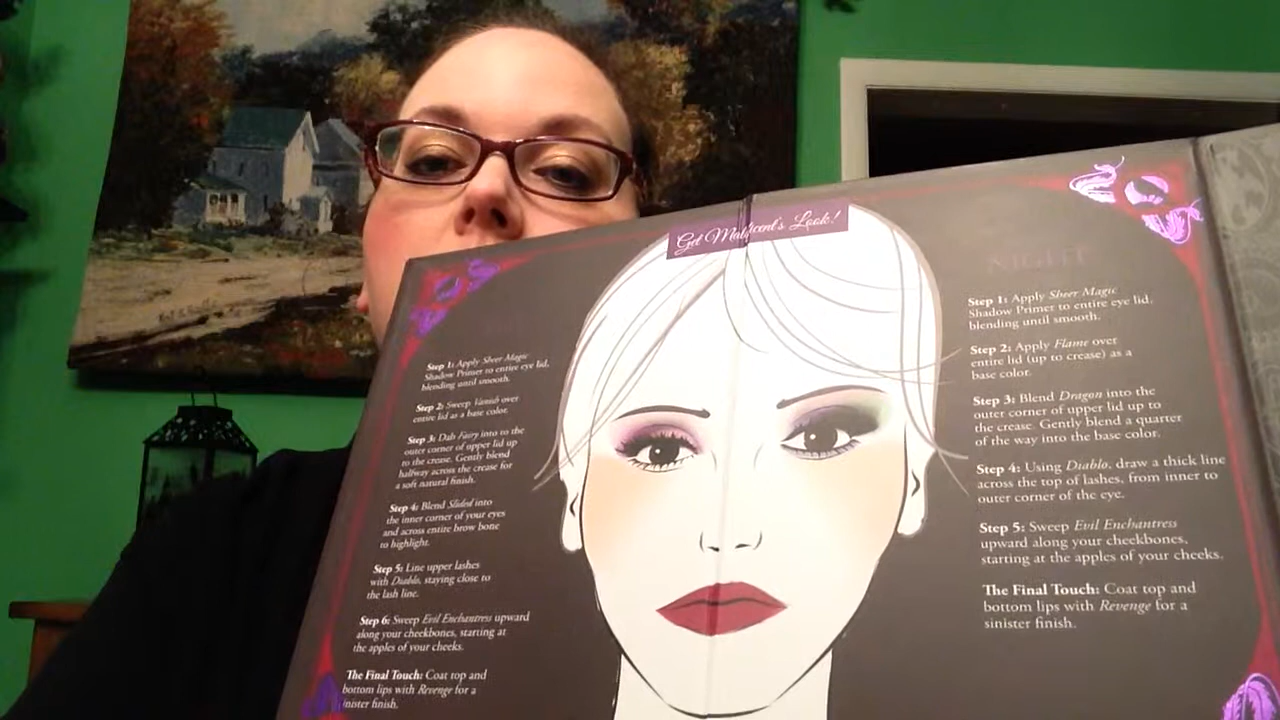 Get Maleficent's Look!
Step 1: Apply Sheer Magic
Shadow Primer to entire eye lid,
blending until smooth.
Step 2: Sweep Vanish over
entire lid as a base color.
Step 3: Dab Fairy into to the
outer corner of upper lid up
to the crease. Gently blend
halfway across the crease for
a soft natural finish.
Step 4: Blend Slided into
the inner corner of your eyes
and across entire brow bone
to highlight.
Step 5: Line upper lashes
with Diablo, staying close to
the lash line.
Step 6: Sweep Evil Enchantress upward
along your cheekbones, starting at
the apples of your cheeks.
The Final Touch: Coat top and
bottom lips with Revenge for a
inister finish.
NIGHT
Step 1: Apply Sheer Magic
Shadow Primer to entire eye lid,
blending until smooth.
Step 2: Apply Flame over
entire lid (up to crease) as a
base color.
Step 3: Blend Dragon into the
outer corner of upper lid up to
the crease. Gently blend a quarter
of the way into the base color.
Step 4: Using Diablo, draw a thick line
across the top of lashes, from inner to
outer corner of the eye.
Step 5: Sweep Evil Enchantress
upward along your cheekbones,
starting at the apples of your cheeks.
The Final Touch: Coat top and
bottom lips with Revenge for a
sinister finish.